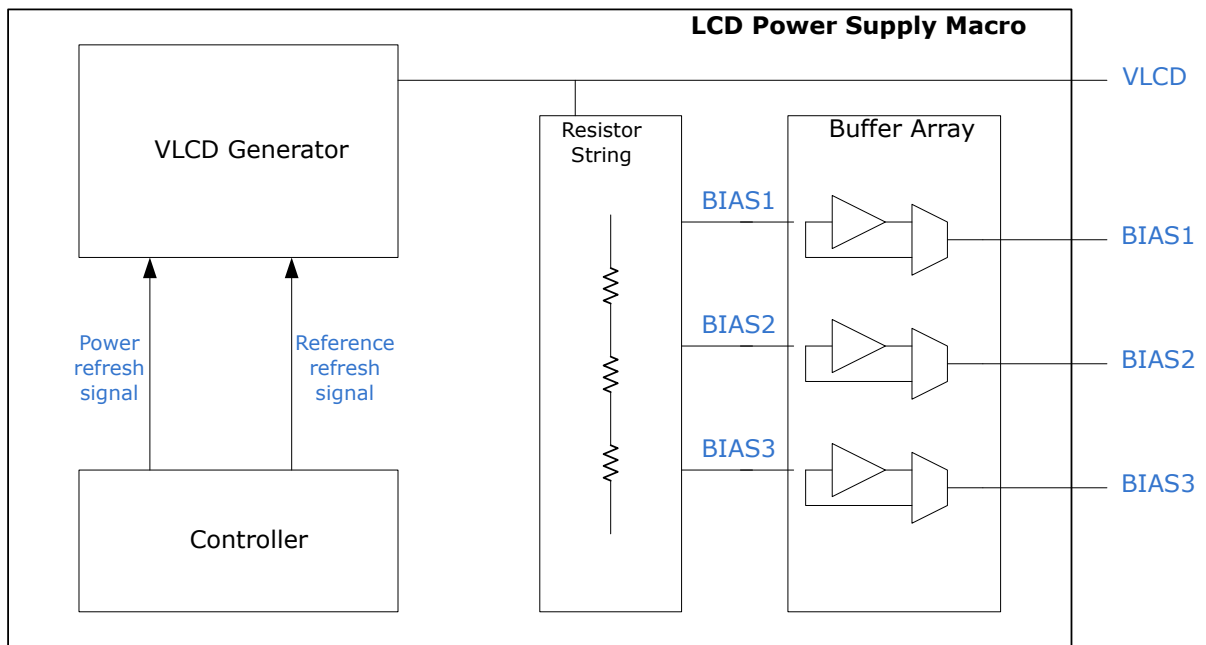 LCD Power Supply Macro
VLCD
VLCD Generator
Resistor
String
Buffer Array
BIAS1
BIAS1
BIAS2
BIAS2
BIAS3
BIAS3
Power
refresh
signal
Reference
refresh
signal
Controller